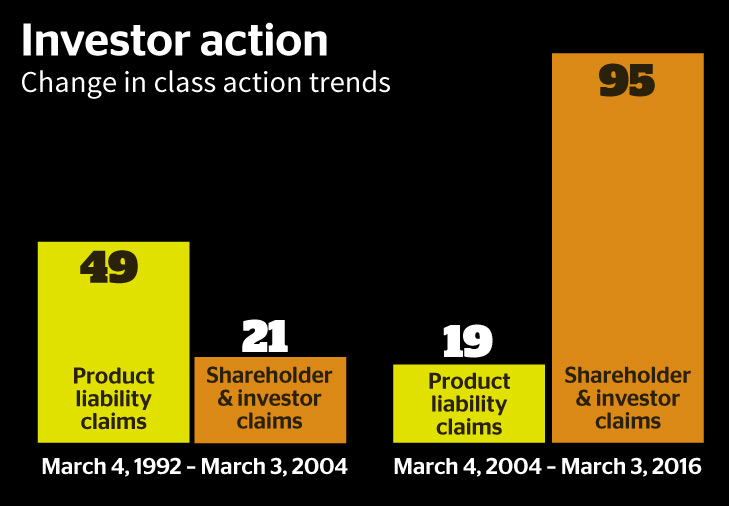 Investor action
Change in class action trends
49
Product
liability
claims
21
Shareholder
& investor
claims
March 4, 1992 – March 3, 2004
19
Product
liability
claims
95
Shareholder
& investor
claims
March 4, 2004 – March 3, 2016